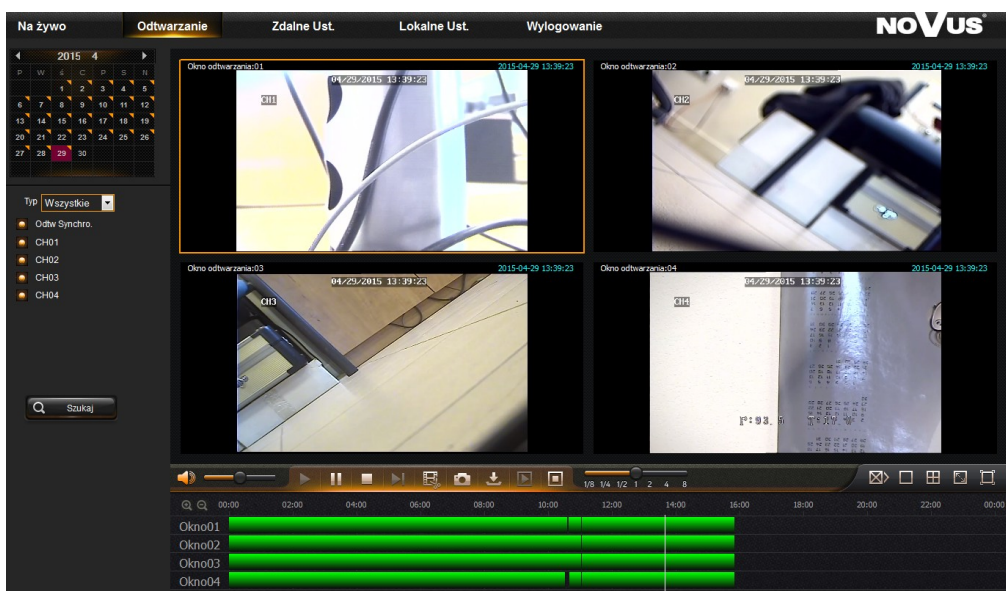 Na żywo Odtwarzanie Zdalne Ust. Lokalne Ust. Wylogowanie NOVUS®
2015 4
P W Ś C P S N
1 2 3 4 5
6 7 8 9 10 11 12
13 14 15 16 17 18 19
20 21 22 23 24 25 26
27 28 29 30
Typ Wszystkie
Odtw Synchro.
CH01
CH02
CH03
CH04
Szukaj
Okno odtwarzania:01 2015-04-29 13:39:23
04/29/2015 13:39:23
CH1
Okno odtwarzania:02 2015-04-29 13:39:23
04/29/2015 13:39:23
CH2
Okno odtwarzania:03 2015-04-29 13:39:23
04/29/2015 13:39:23
CH3
Okno odtwarzania:04 2015-04-29 13:39:23
04/29/2015 13:39:23
CH4
1/8 1/4 1/2 1 2 4 8
00:00 02:00 04:00 06:00 08:00 10:00 12:00 14:00 16:00 18:00 20:00 22:00 00:00
Okno01
Okno02
Okno03
Okno04